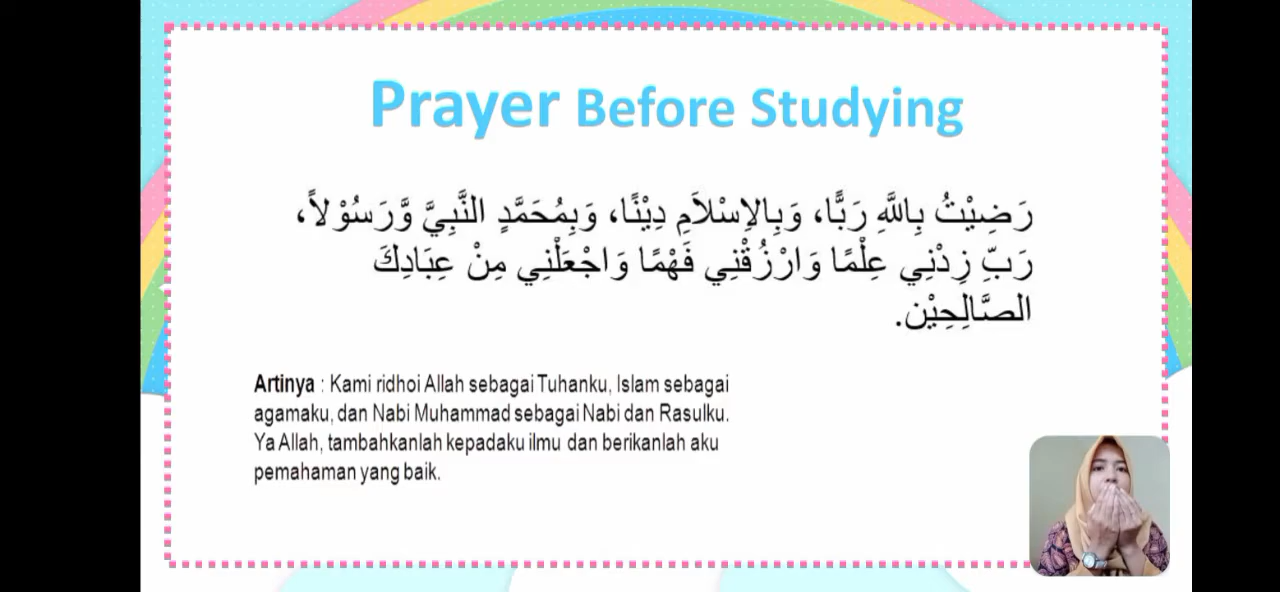 Prayer Before Studying
رَضِيْتُ بِاللَّهِ رَبًّا، وَبِالاِسْلاَمِ دِيْنًا، وَبِمُحَمَّدٍ النَّبِيَّ وَّرَسُوْلاً،
رَبِّ زِدْنِي عِلْمًا وَارْزُقْنِي فَهْمًا وَاجْعَلْنِي مِنْ عِبَادِكَ
الصَّالِحِيْن.
Artinya : Kami ridhoi Allah sebagai Tuhanku, Islam sebagai
agamaku, dan Nabi Muhammad sebagai Nabi dan Rasulku.
Ya Allah, tambahkanlah kepadaku ilmu dan berikanlah aku
pemahaman yang baik.